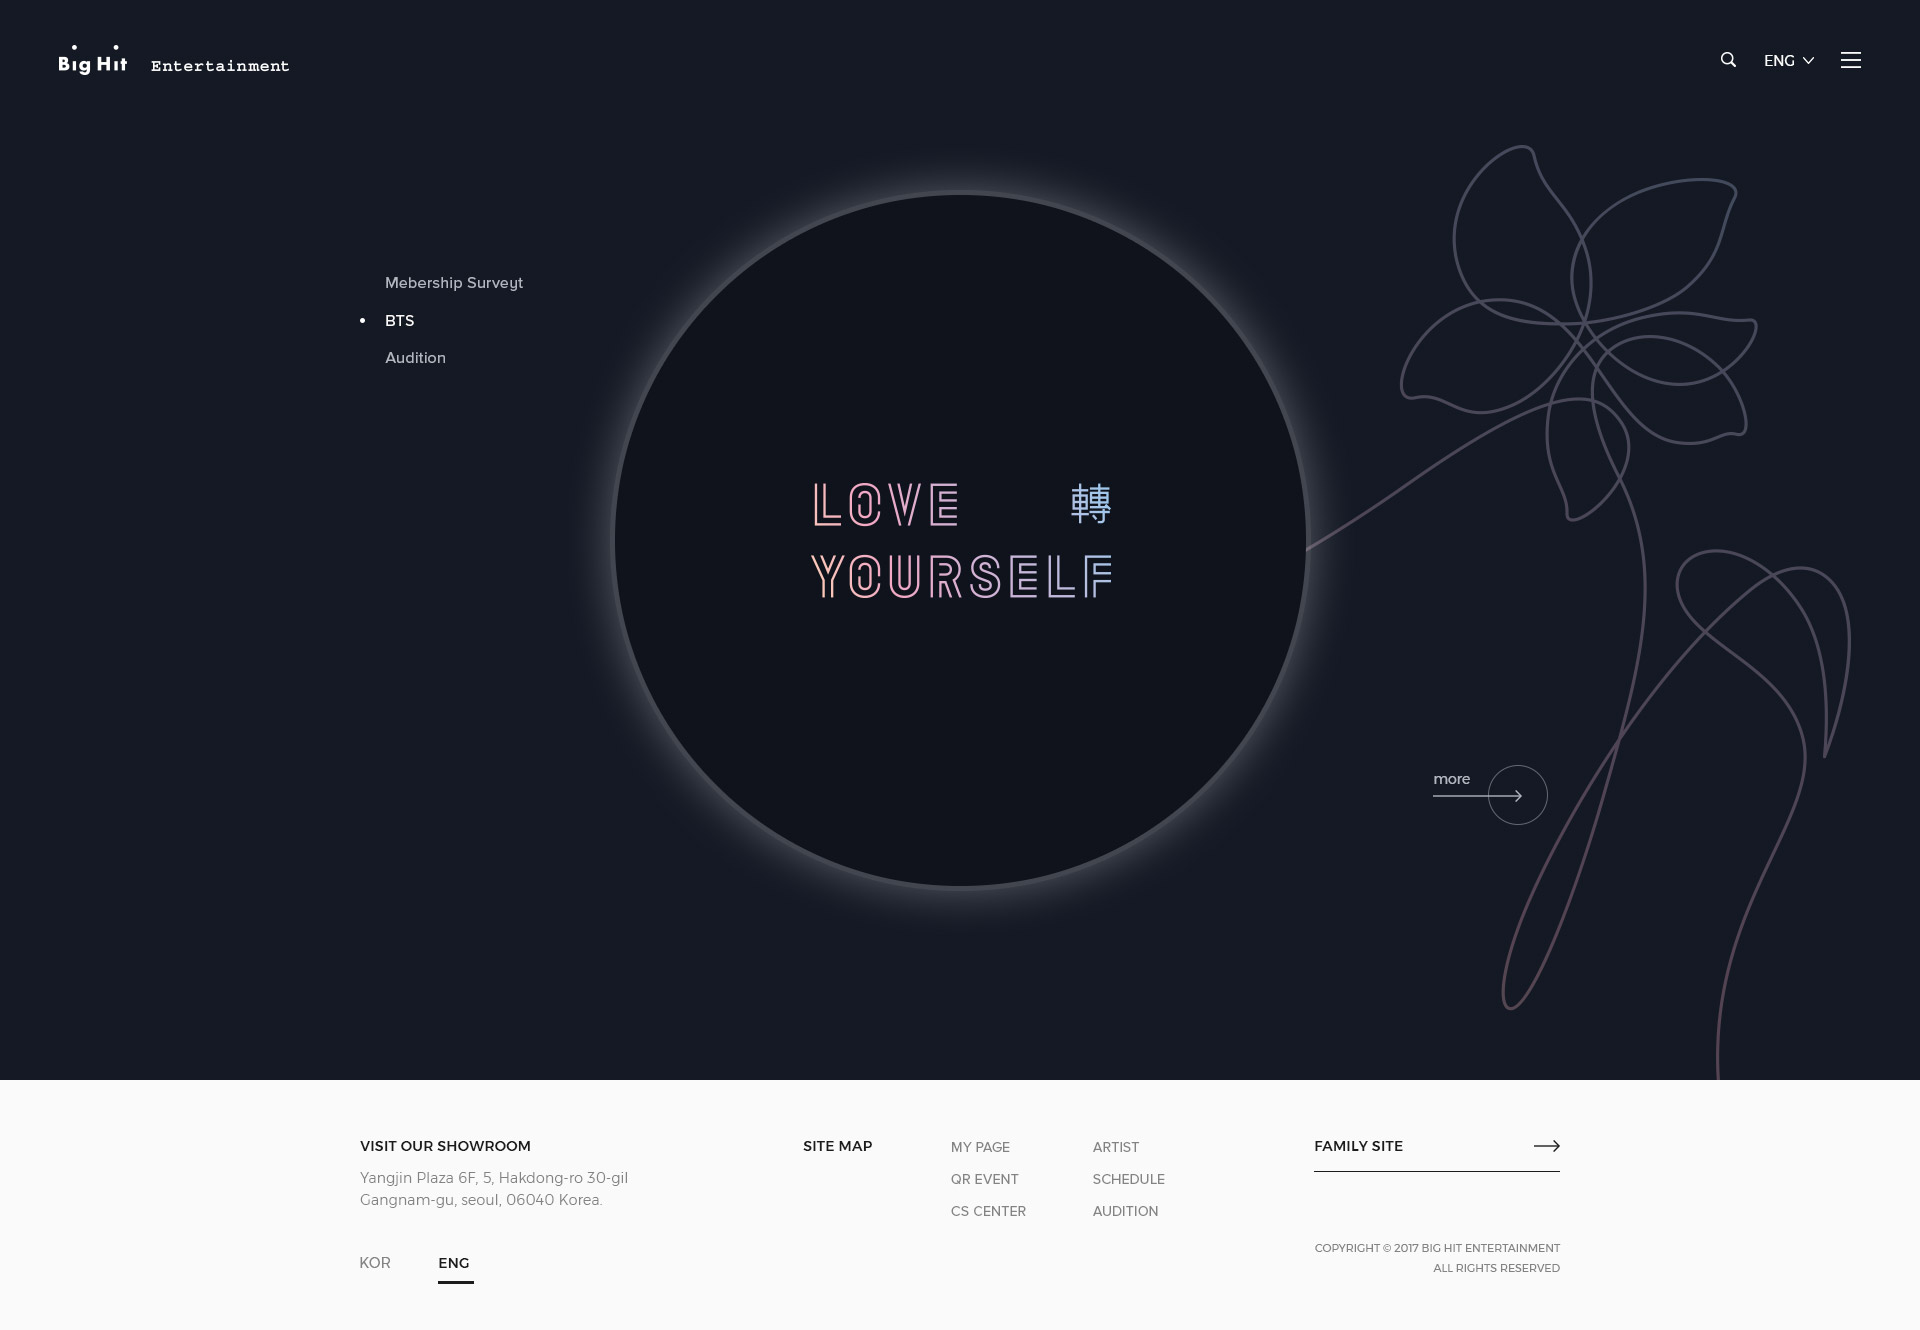 Big Hit Entertainment
ENG
Mebership Surveyt
BTS
Audition
LOVE 轉
YOURSELF
more
VISIT OUR SHOWROOM
Yangjin Plaza 6F, 5, Hakdong-ro 30-gil
Gangnam-gu, seoul, 06040 Korea.
KOR ENG
SITE MAP
MY PAGE
QR EVENT
CS CENTER
ARTIST
SCHEDULE
AUDITION
FAMILY SITE
COPYRIGHT © 2017 BIG HIT ENTERTAINMENT
ALL RIGHTS RESERVED